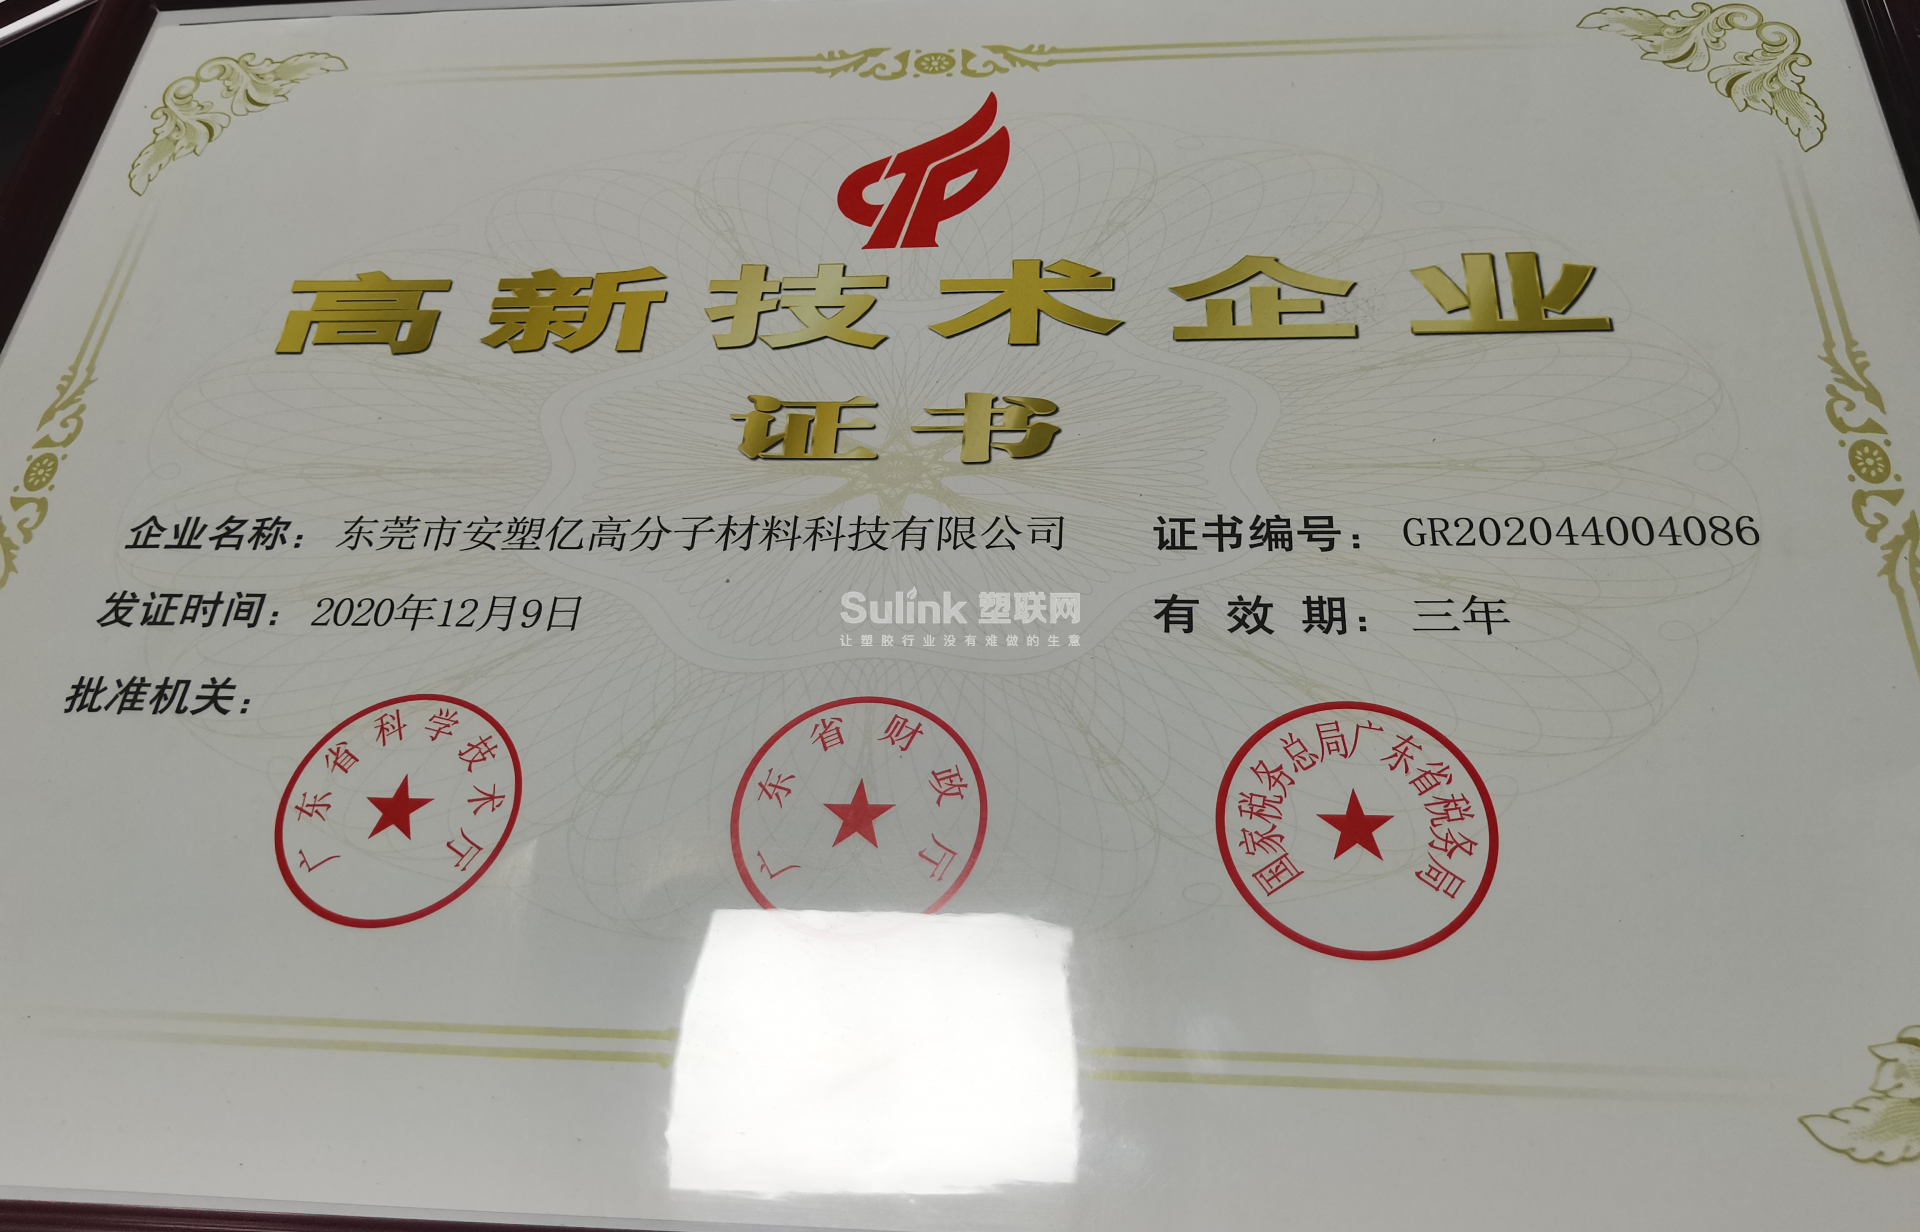 高新技术企业
证书
企业名称：东莞市安塑亿高分子材料科技有限公司
证书编号：GR202044004086
发证时间：2020年12月9日
有效期：三年
Sulink 塑联网
让塑胶行业没有难做的生意
批准机关：
广东省科学技术厅
广东省财政厅
国家税务总局广东省税务局